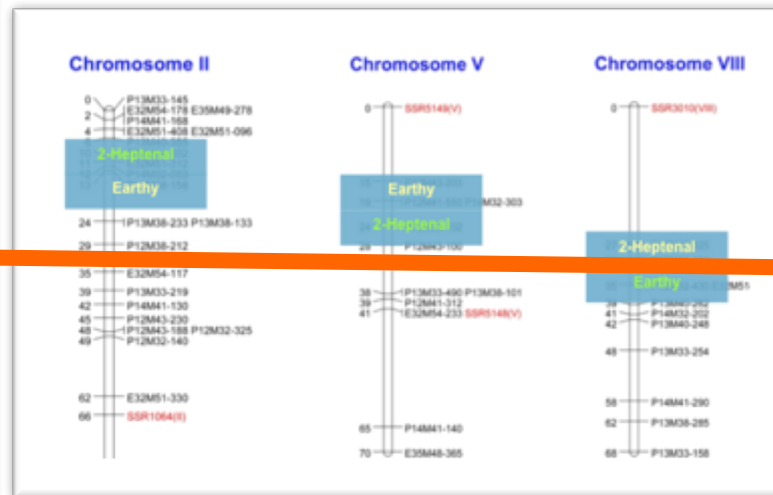 Chromosome II
0 P13M33-145
2 E32M54-178 E35M49-278
P14M41-168
4 E32M51-408 E32M51-096
2-Heptenal
Earthy
24 P13M38-233 P13M38-133
29 P12M38-212
35 E32M54-117
39 P13M33-219
42 P14M41-130
45 P12M43-230
48 P12M43-188 P12M32-325
49 P12M32-140
62 E32M51-330
66 SSR1064(II)
Chromosome V
0 SSR5149(V)
Earthy
2-Heptenal
28 P12M43-100
38 P13M33-490 P13M38-101
39 P12M41-312
41 E32M54-233 SSR5148(V)
65 P14M41-140
70 E35M48-365
Chromosome VIII
0 SSR3010(VIII)
2-Heptenal
Earthy
41 P14M32-202
42 P13M40-248
48 P13M33-254
58 P14M41-290
62 P13M38-285
68 P13M33-158